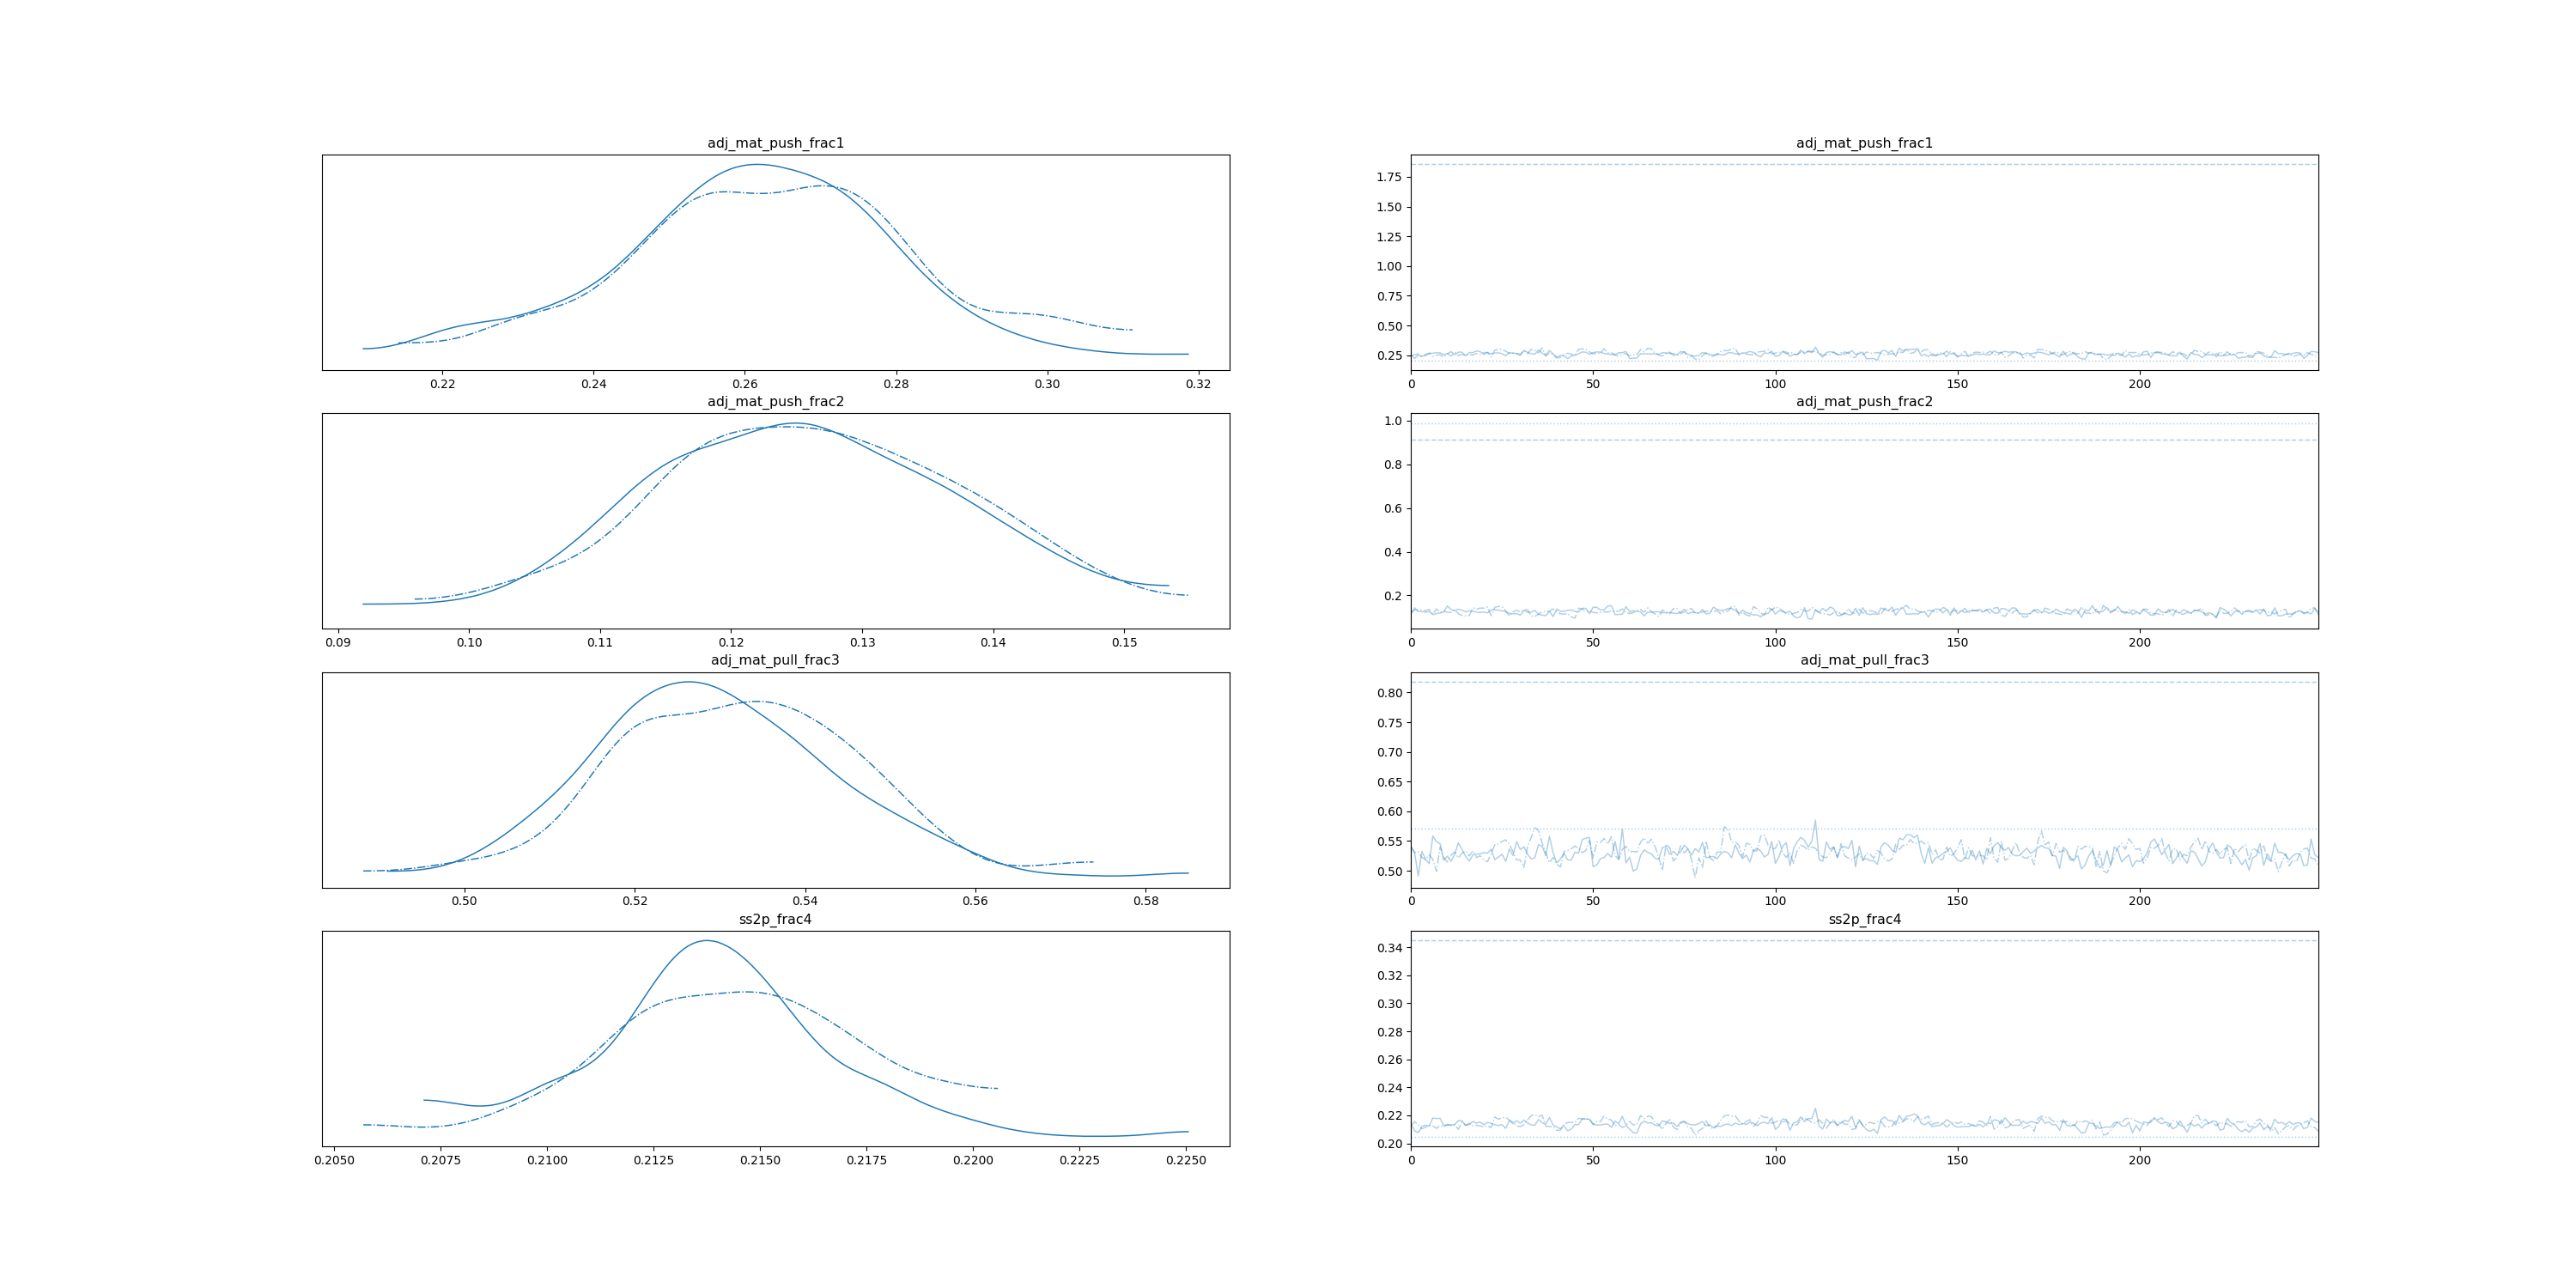 adj_mat_push_frac1
0.22 0.24 0.26 0.28 0.30 0.32
adj_mat_push_frac1
1.75
1.50
1.25
1.00
0.75
0.50
0.25
0 50 100 150 200
adj_mat_push_frac2
0.09 0.10 0.11 0.12 0.13 0.14 0.15
adj_mat_push_frac2
1.0
0.8
0.6
0.4
0.2
0 50 100 150 200
adj_mat_pull_frac3
0.50 0.52 0.54 0.56 0.58
adj_mat_pull_frac3
0.80
0.75
0.70
0.65
0.60
0.55
0.50
0 50 100 150 200
ss2p_frac4
0.2050 0.2075 0.2100 0.2125 0.2150 0.2175 0.2200 0.2225 0.2250
ss2p_frac4
0.34
0.32
0.30
0.28
0.26
0.24
0.22
0.20
0 50 100 150 200